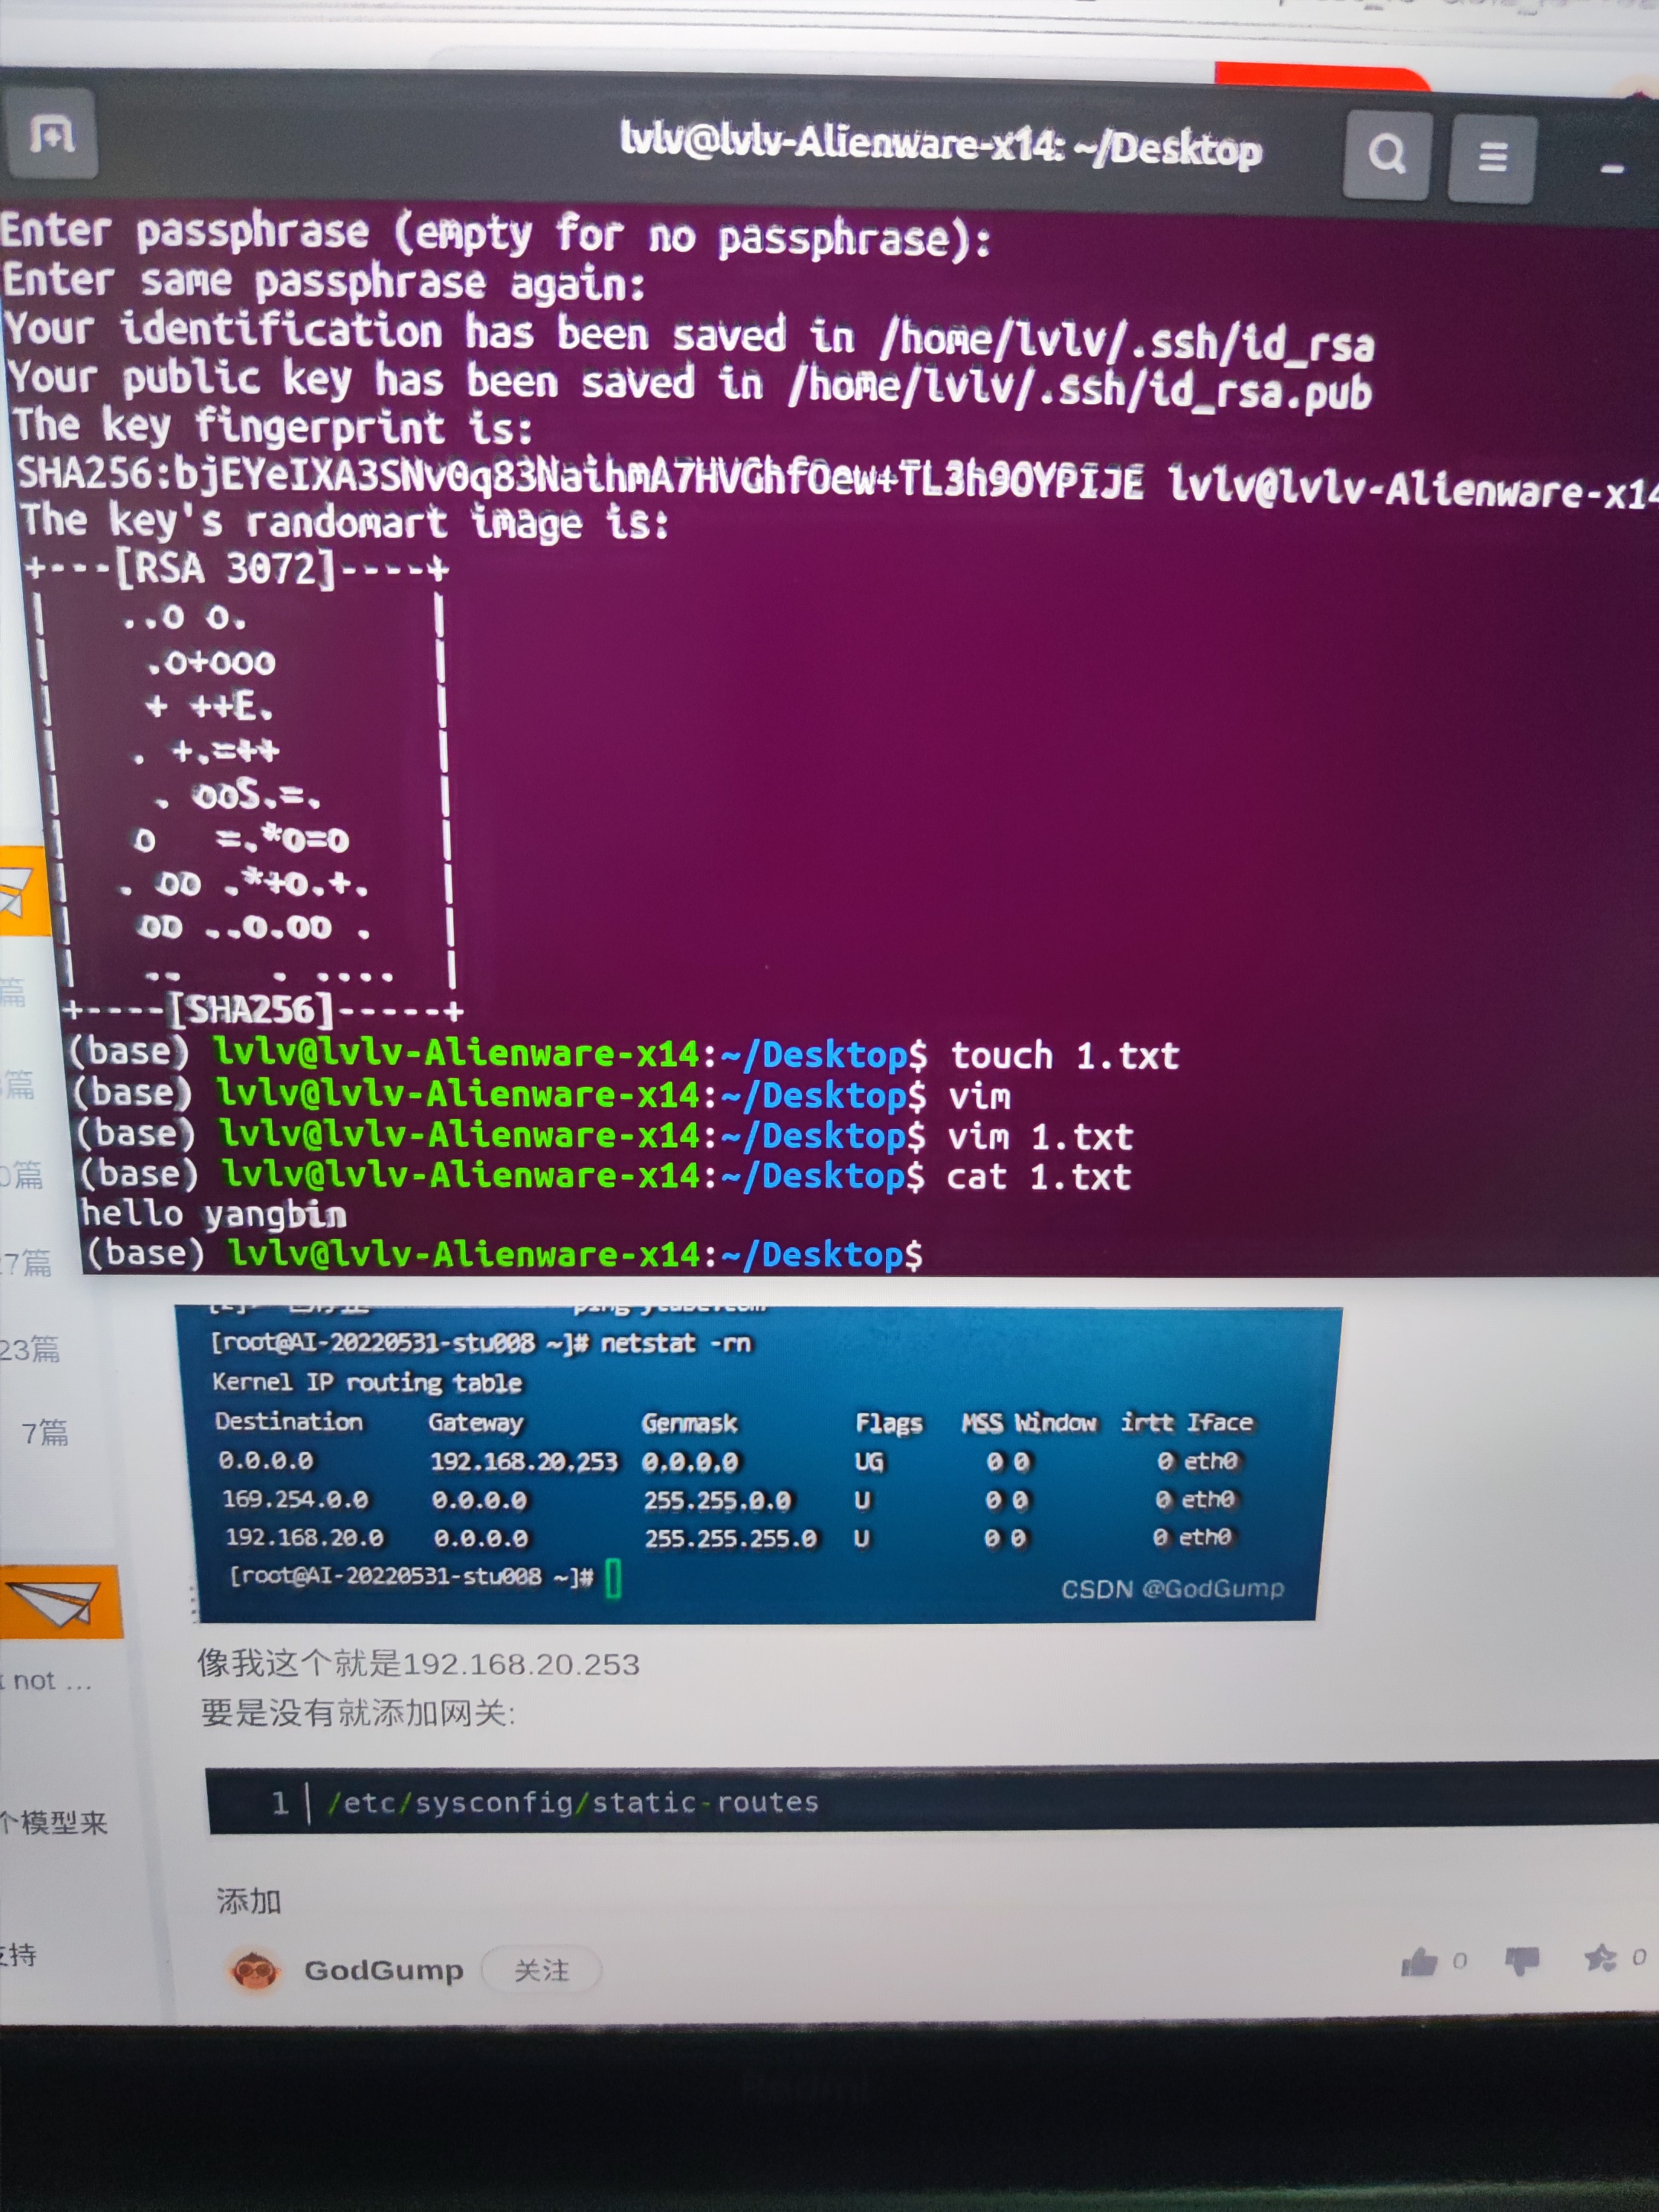 lvlv@lvlv-Alienware-x14: ~/Desktop
Enter passphrase (empty for no passphrase):
Enter same passphrase again:
Your identification has been saved in /home/lvlv/.ssh/id_rsa
Your public key has been saved in /home/lvlv/.ssh/id_rsa.pub
The key fingerprint is:
SHA256:bjEYeIXA3SNv0q83NaihmA7HVGhfOew+TL3h9OYPIJE lvlv@lvlv-Alienware-x14
The key's randomart image is:
+---[RSA 3072]----+
|    ..o o.        |
|     .o+ooo       |
|     + ++E.       |
|    . +.=++       |
|     . ooS.=.     |
|    o   =.*o=o    |
|   . oo .*+o.+.   |
|    oo ..o.oo .   |
|    ..    . ....  |
+----[SHA256]-----+
(base) lvlv@lvlv-Alienware-x14:~/Desktop$ touch 1.txt
(base) lvlv@lvlv-Alienware-x14:~/Desktop$ vim
(base) lvlv@lvlv-Alienware-x14:~/Desktop$ vim 1.txt
(base) lvlv@lvlv-Alienware-x14:~/Desktop$ cat 1.txt
hello yangbin
(base) lvlv@lvlv-Alienware-x14:~/Desktop$
篇
篇
0篇
27篇
23篇
7篇
[root@AI-20220531-stu008 ~]# netstat -rn
Kernel IP routing table
Destination Gateway Genmask Flags MSS Window irtt Iface
0.0.0.0 192.168.20.253 0.0.0.0 UG 0 0 0 eth0
169.254.0.0 0.0.0.0 255.255.0.0 U 0 0 0 eth0
192.168.20.0 0.0.0.0 255.255.255.0 U 0 0 0 eth0
[root@AI-20220531-stu008 ~]#
CSDN @GodGump
像我这个就是192.168.20.253
not ...
要是没有就添加网关:
1 /etc/sysconfig/static-routes
个模型来
添加
支持
GodGump 关注 0 0